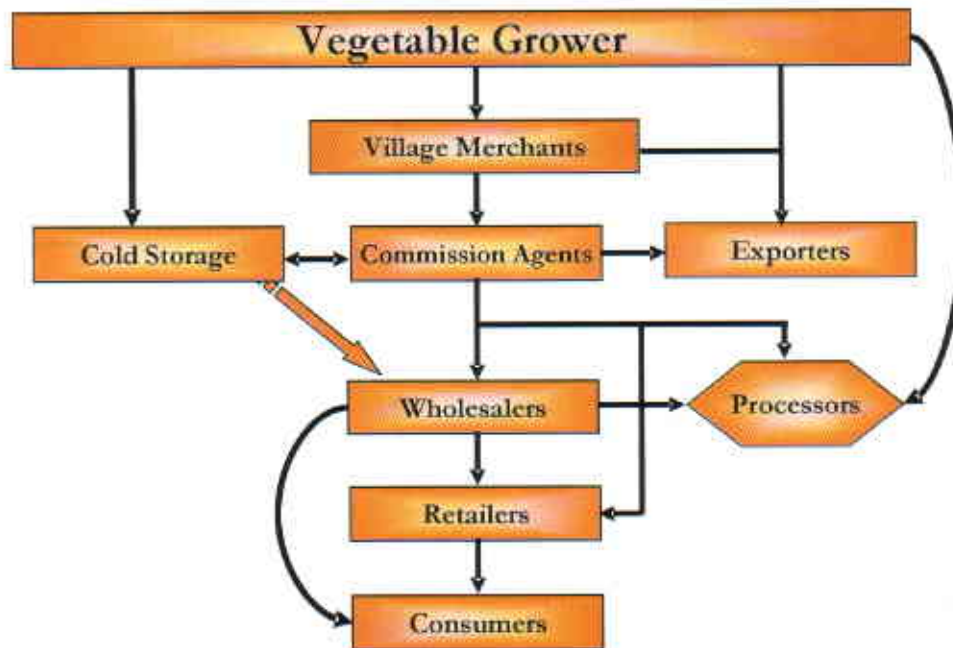 Vegetable Grower
Village Merchants
Cold Storage
Commission Agents
Exporters
Wholesalers
Processors
Retailers
Consumers